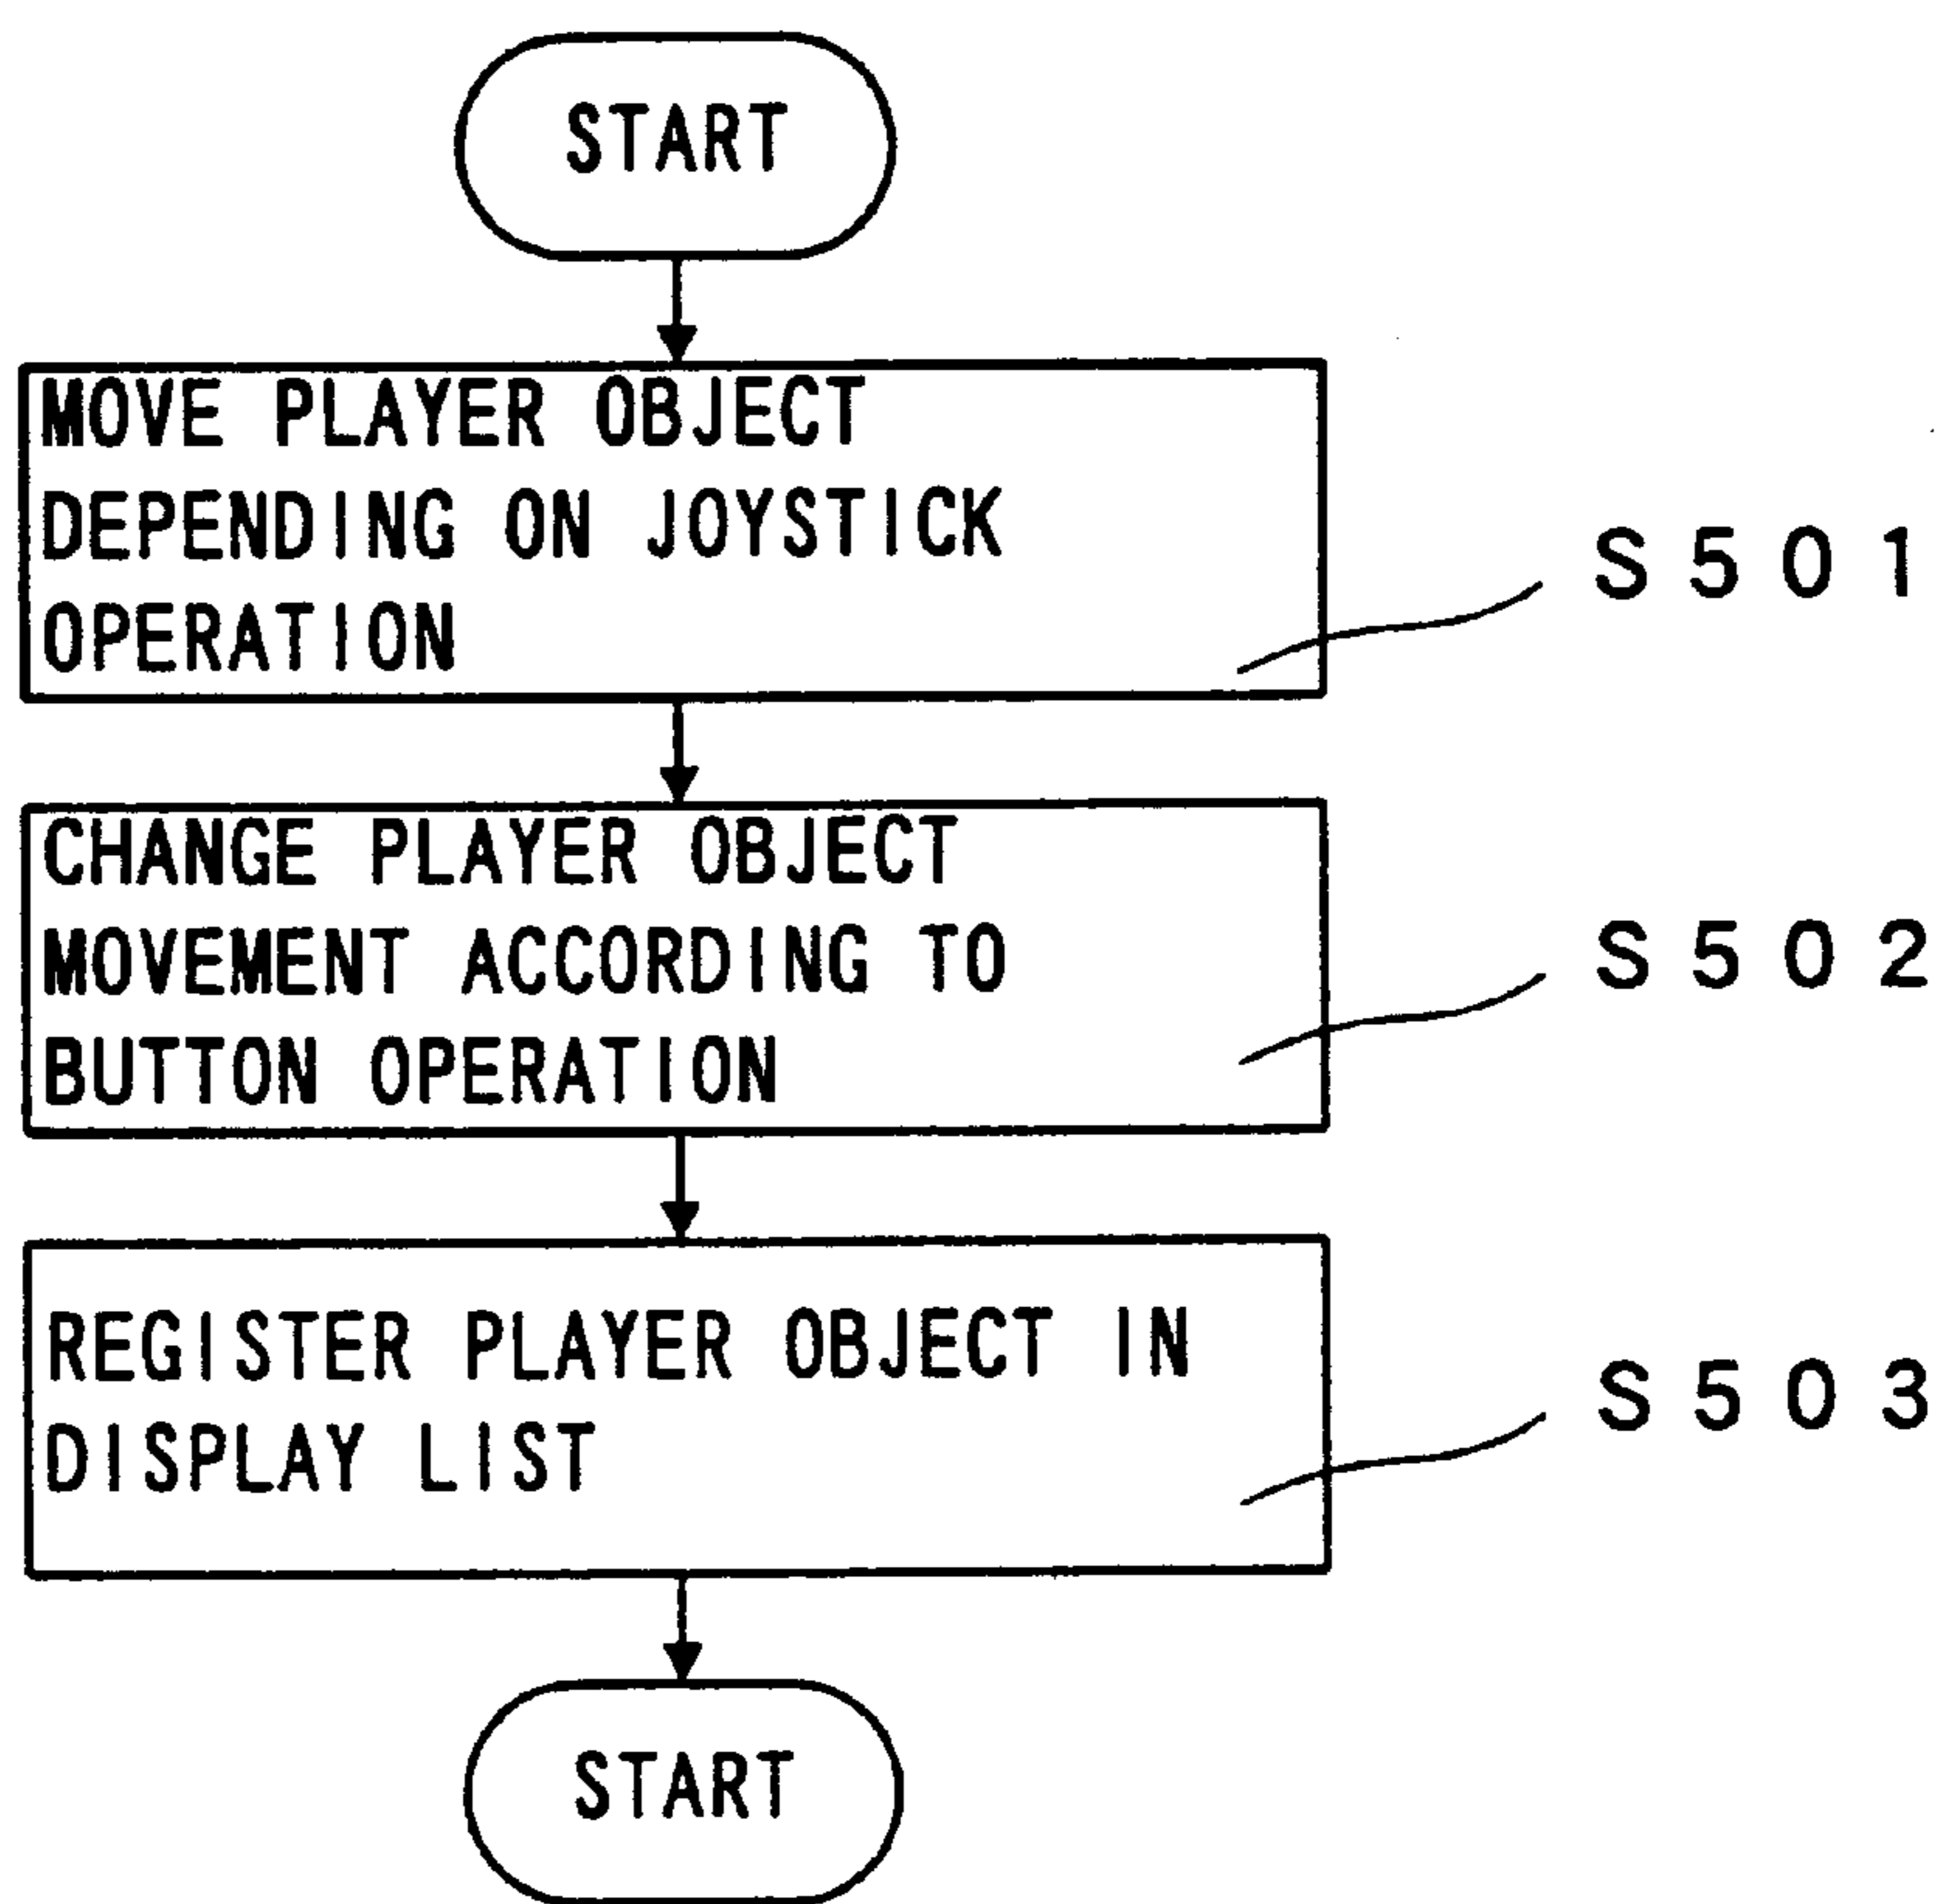 START
MOVE PLAYER OBJECT
DEPENDING ON JOYSTICK
OPERATION
S501
CHANGE PLAYER OBJECT
MOVEMENT ACCORDING TO
BUTTON OPERATION
S502
REGISTER PLAYER OBJECT IN
DISPLAY LIST
S503
START